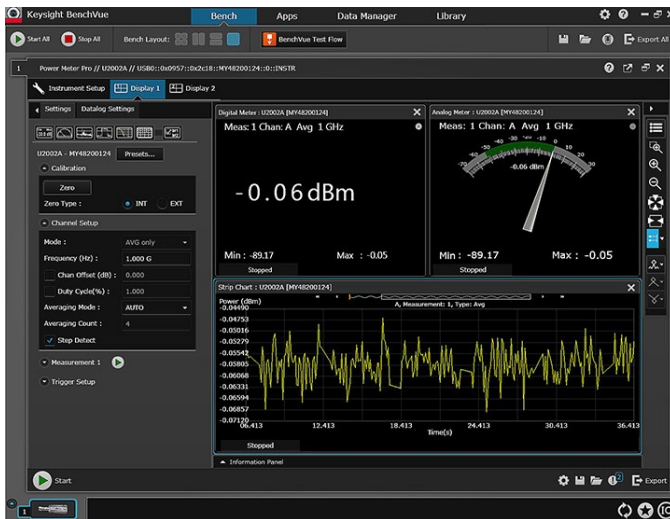 Keysight BenchVue
Bench
Apps
Data Manager
Library
Start All
Stop All
Bench Layout:
BenchVue Test Flow
Export All
1
Power Meter Pro // U2002A // USB0::0x0957::0x2c18::MY48200124::0::INSTR
Instrument Setup
Display 1
Display 2
Settings
Datalog Settings
U2002A - MY48200124
Presets...
Calibration
Zero
Zero Type :
INT
EXT
Channel Setup
Mode :
AVG only
Frequency (Hz) :
1.000 G
Chan Offset (dB) :
0.000
Duty Cycle(%) :
1.000
Averaging Mode :
AUTO
Averaging Count :
4
Step Detect
Measurement 1
Trigger Setup
Digital Meter : U2002A [MY48200124]
Meas: 1 Chan: A Avg 1 GHz
-0.06 dBm
Min : -89.17
Max : -0.05
Stopped
Analog Meter : U2002A [MY48200124]
Meas: 1 Chan: A Avg 1 GHz
-0.06 dBm
Min : -89.17
Max : -0.05
Stopped
Strip Chart : U2002A [MY48200124]
Power (dBm)
A, Measurement: 1, Type: Avg
-0.04490
-0.04753
-0.05016
-0.05279
-0.05542
-0.05805
-0.06068
-0.06331
-0.06594
-0.06857
-0.07120
06.413
12.413
18.413
24.413
30.413
36.413
Time(s)
Stopped
Information Panel
Start
2
Export
1